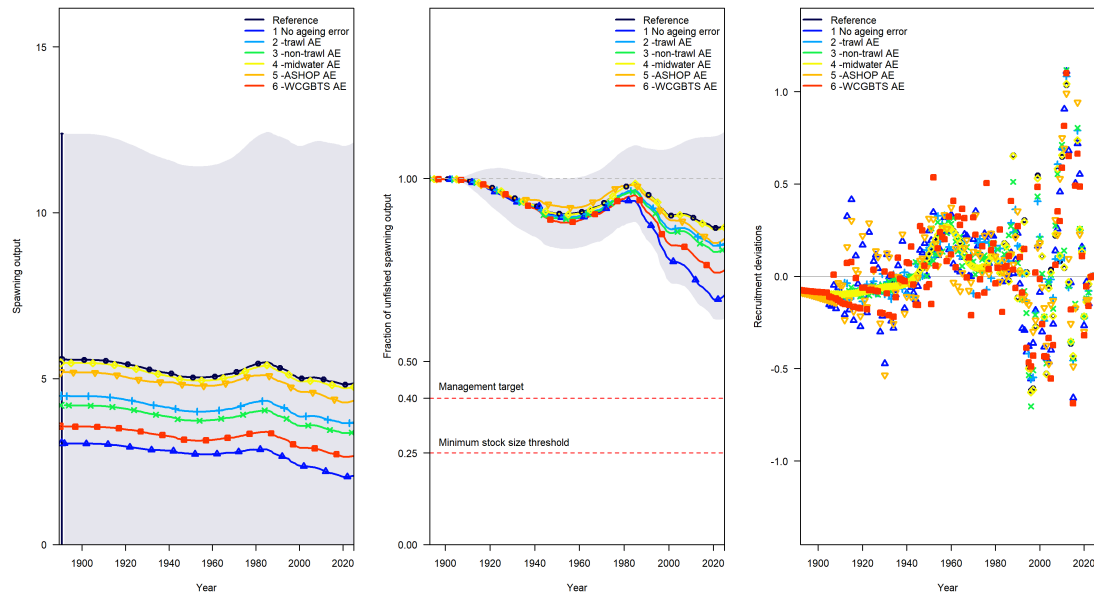 Reference
1 No ageing error
2 -trawl AE
3 -non-trawl AE
4 -midwater AE
5 -ASHOP AE
6 -WCGBTS AE
15
10
5
0
Spawning output
1900 1920 1940 1960 1980 2000 2020
Year
Reference
1 No ageing error
2 -trawl AE
3 -non-trawl AE
4 -midwater AE
5 -ASHOP AE
6 -WCGBTS AE
1.00
0.50
0.40
0.25
0.00
Fraction of unfished spawning output
Management target
Minimum stock size threshold
1900 1920 1940 1960 1980 2000 2020
Year
Reference
1 No ageing error
2 -trawl AE
3 -non-trawl AE
4 -midwater AE
5 -ASHOP AE
6 -WCGBTS AE
1.0
0.5
0.0
-0.5
-1.0
Recruitment deviations
1900 1920 1940 1960 1980 2000 2020
Year